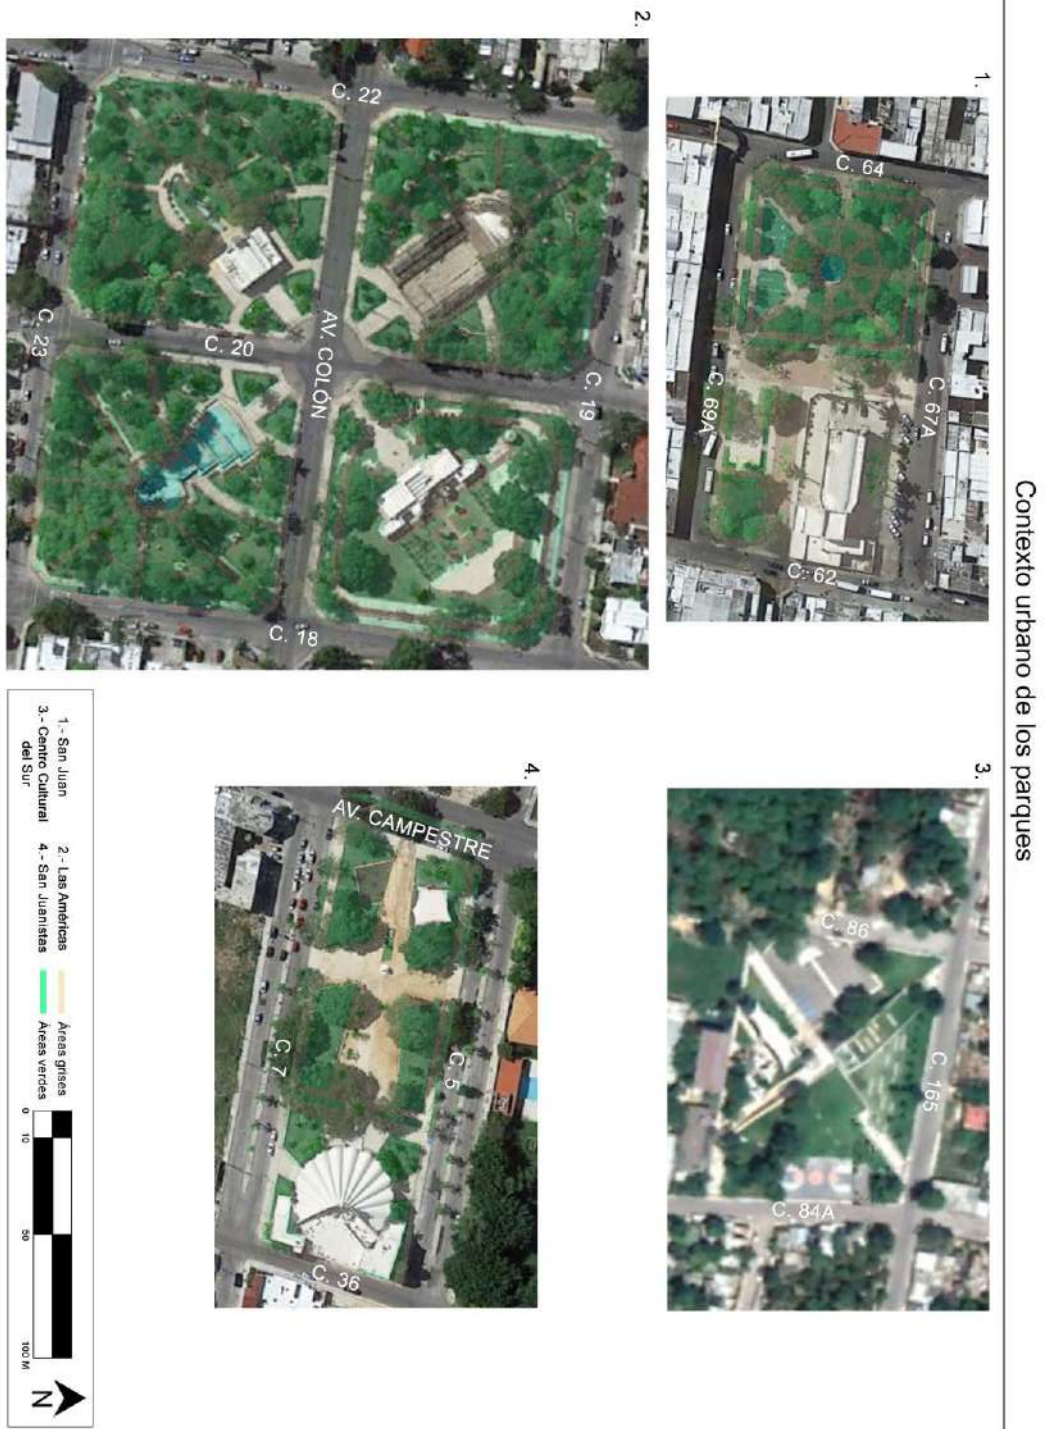 Contexto urbano de los parques
1.
C. 64
C. 67A
C. 69A
C. 62
2.
C. 22
AV. COLÓN
C. 19
C. 20
C. 23
C. 18
3.
C. 86
C. 165
C. 84A
4.
AV. CAMPESTRE
C. 5
C. 7
C. 36
1.- San Juan
2.- Las Américas
3.- Centro Cultural
del Sur
4.- San Juanistas
Áreas grises
Áreas verdes
0 10 50 100 M
N